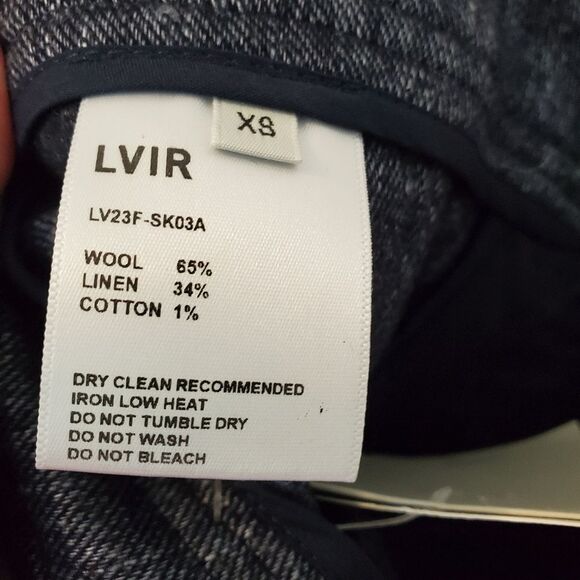 XS
LVIR
LV23F-SK03A
WOOL 65%
LINEN 34%
COTTON 1%
DRY CLEAN RECOMMENDED
IRON LOW HEAT
DO NOT TUMBLE DRY
DO NOT WASH
DO NOT BLEACH